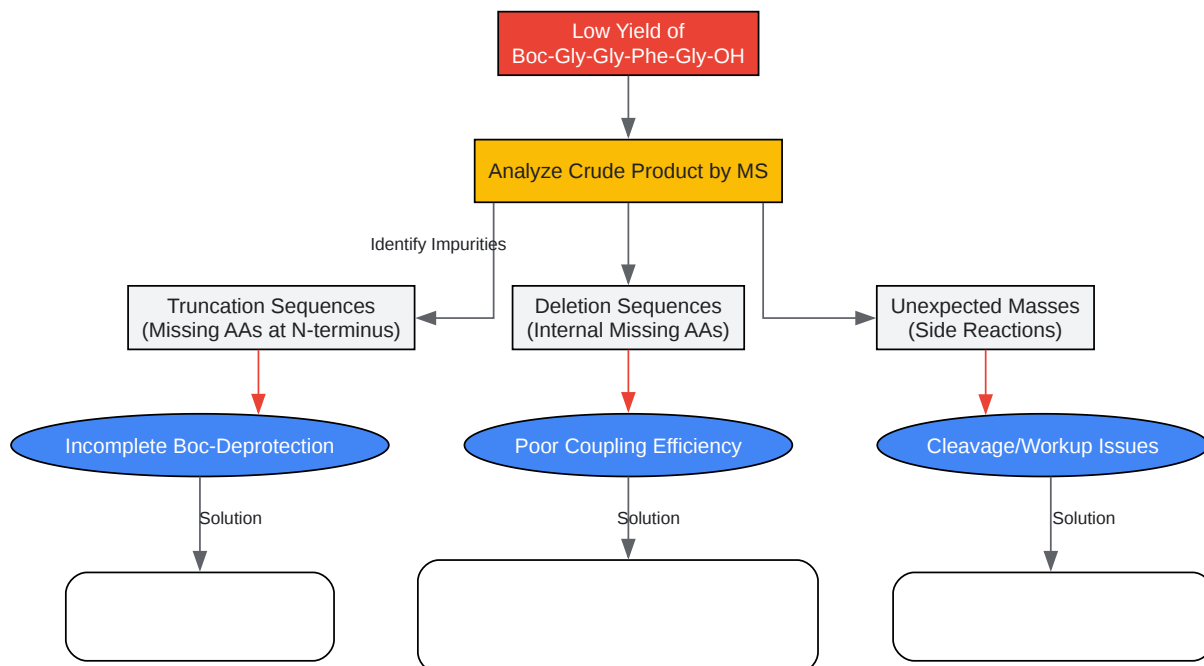 Low Yield of
Boc-Gly-Gly-Phe-Gly-OH
Analyze Crude Product by MS
Identify Impurities
Truncation Sequences
(Missing AAs at N-terminus)
Deletion Sequences
(Internal Missing AAs)
Unexpected Masses
(Side Reactions)
Incomplete Boc-Deprotection
Poor Coupling Efficiency
Cleavage/Workup Issues
Solution
Solution
Solution